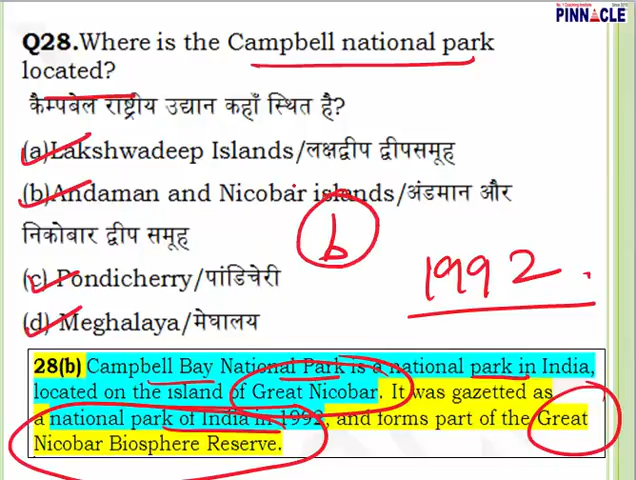 PINNACLE
Q28.Where is the Campbell national park
located?
कैम्पबेल राष्ट्रीय उद्यान कहाँ स्थित है?
(a)Lakshwadeep Islands/लक्षद्वीप द्वीपसमूह
(b)Andaman and Nicobar islands/अंडमान और
निकोबार द्वीप समूह
b
(c) Pondicherry/पांडिचेरी
1992.
(d) Meghalaya/मेघालय
28(b) Campbell Bay National Park is a national park in India,
located on the island of Great Nicobar. It was gazetted as
a national park of India in 1992, and forms part of the Great
Nicobar Biosphere Reserve.